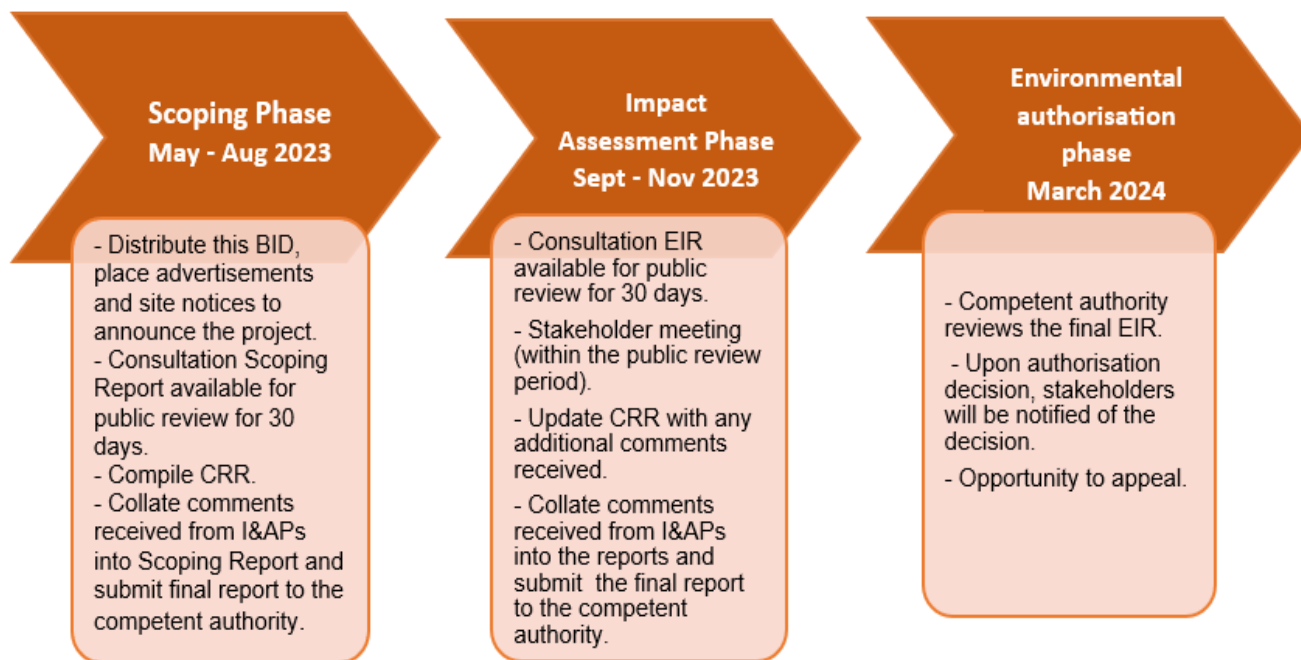 Scoping Phase
May - Aug 2023
- Distribute this BID,
place advertisements
and site notices to
announce the project.
- Consultation Scoping
Report available for
public review for 30
days.
- Compile CRR.
- Collate comments
received from I&APs
into Scoping Report and
submit final report to the
competent authority.
Impact
Assessment Phase
Sept - Nov 2023
- Consultation EIR
available for public
review for 30 days.
- Stakeholder meeting
(within the public review
period).
- Update CRR with any
additional comments
received.
- Collate comments
received from I&APs
into the reports and
submit the final report
to the competent
authority.
Environmental
authorisation
phase
March 2024
- Competent authority
reviews the final EIR.
- Upon authorisation
decision, stakeholders
will be notified of the
decision.
- Opportunity to appeal.